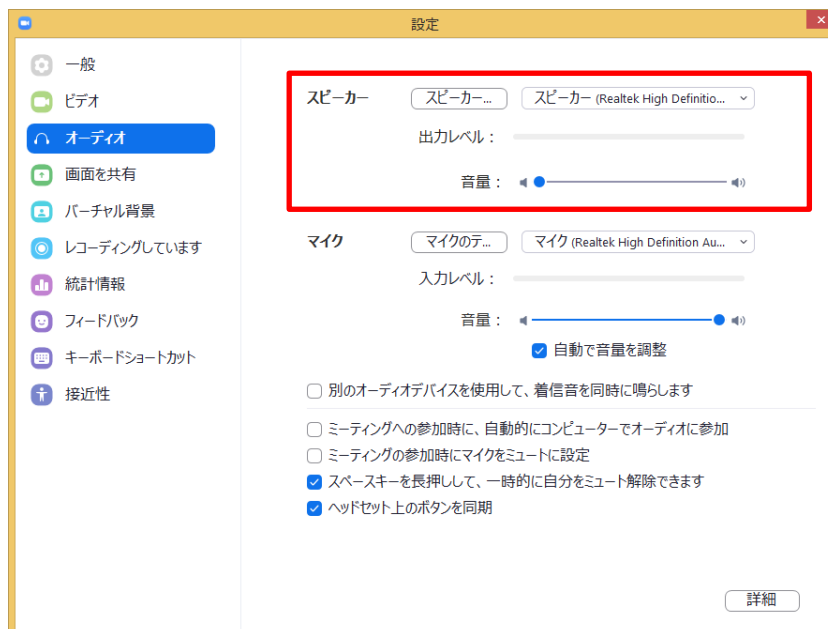 設定
一般
ビデオ
オーディオ
画面を共有
バーチャル背景
レコーディングしています
統計情報
フィードバック
キーボードショートカット
接近性
スピーカー スピーカー... スピーカー (Realtek High Definitio...
出力レベル：
音量：
マイク マイクのテ... マイク (Realtek High Definition Au...
入力レベル：
音量：
自動で音量を調整
別のオーディオデバイスを使用して、着信音を同時に鳴らします
ミーティングへの参加時に、自動的にコンピューターでオーディオに参加
ミーティングの参加時にマイクをミュートに設定
スペースキーを長押しして、一時的に自分をミュート解除できます
ヘッドセット上のボタンを同期
詳細